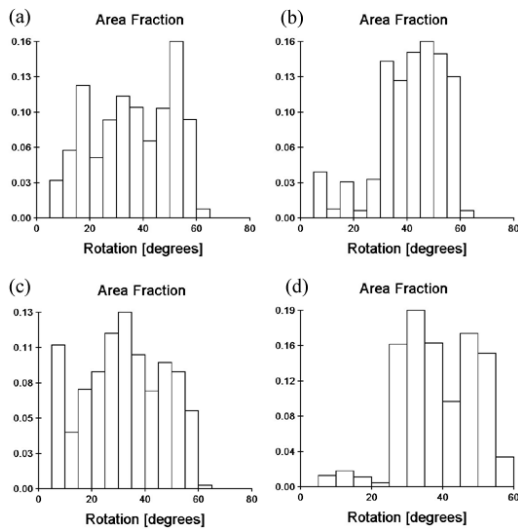 (a)
Area Fraction
0.16
0.13
0.10
0.06
0.03
0.00
0 20 40 60 80
Rotation [degrees]
(b)
Area Fraction
0.16
0.13
0.10
0.06
0.03
0.00
0 20 40 60 80
Rotation [degrees]
(c)
Area Fraction
0.13
0.11
0.08
0.05
0.03
0.00
0 20 40 60 80
Rotation [degrees]
(d)
Area Fraction
0.19
0.16
0.12
0.08
0.04
0.00
0 20 40 60
Rotation [degrees]